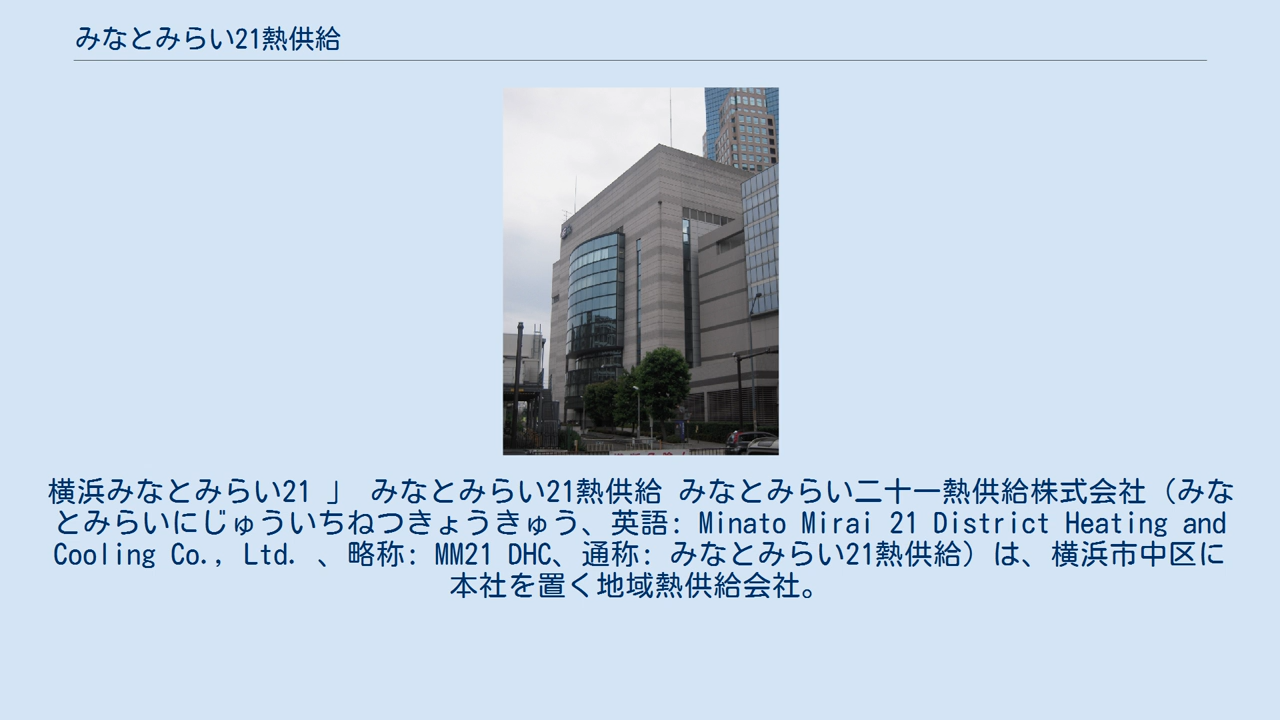 みなとみらい21熱供給
横浜みなとみらい21 」 みなとみらい21熱供給 みなとみらい二十一熱供給株式会社（みな
とみらいにじゅういちねつきょうきゅう、英語: Minato Mirai 21 District Heating and
Cooling Co., Ltd. 、略称: MM21 DHC、通称: みなとみらい21熱供給）は、横浜市中区に
本社を置く地域熱供給会社。